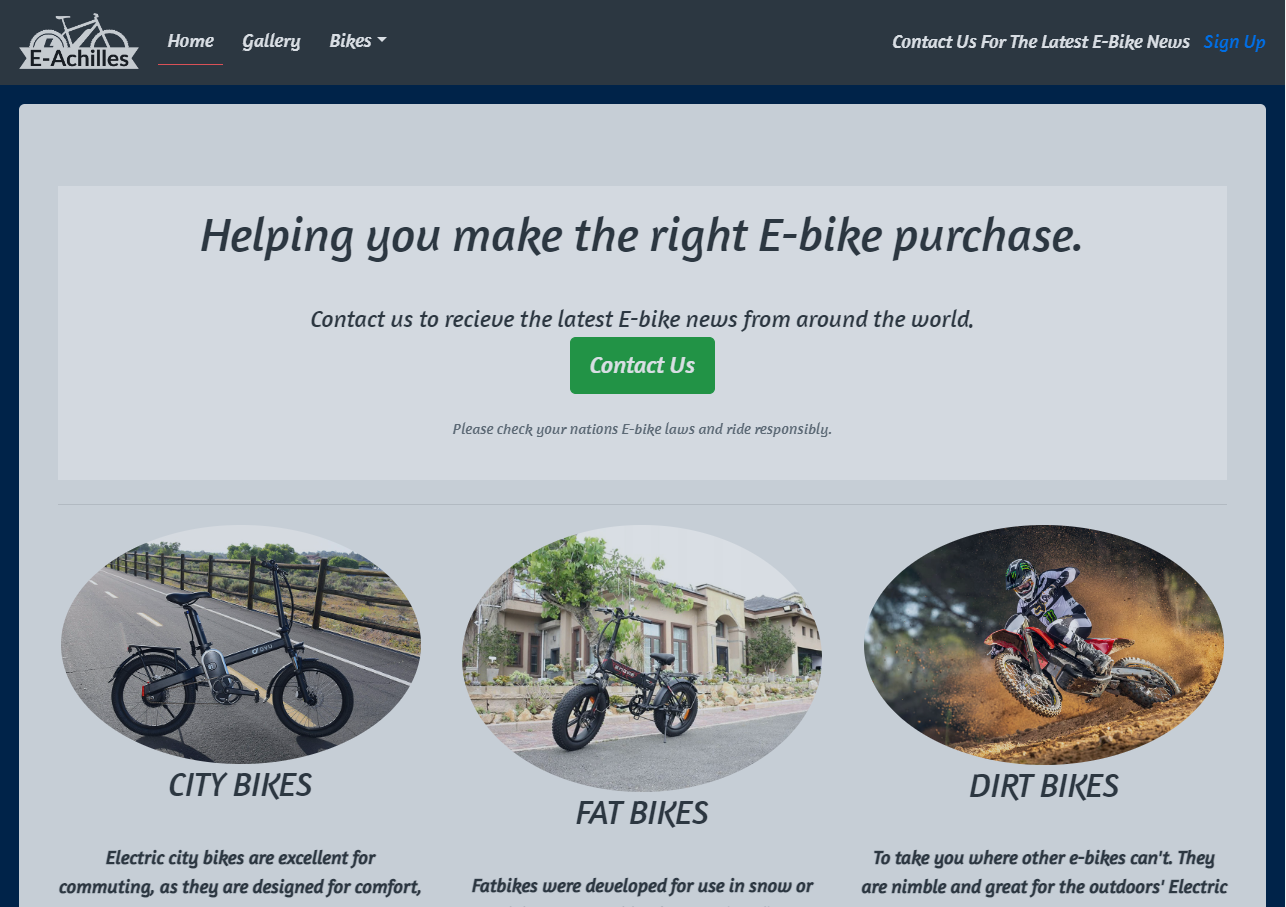 E-Achilles
Home
Gallery
Bikes
Contact Us For The Latest E-Bike News
Sign Up
Helping you make the right E-bike purchase.
Contact us to recieve the latest E-bike news from around the world.
Contact Us
Please check your nations E-bike laws and ride responsibly.
CITY BIKES
FAT BIKES
DIRT BIKES
Electric city bikes are excellent for
commuting, as they are designed for comfort,
Fatbikes were developed for use in snow or
To take you where other e-bikes can't. They
are nimble and great for the outdoors' Electric